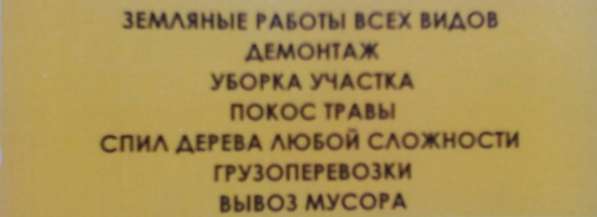 ЗЕМЛЯНЫЕ РАБОТЫ ВСЕХ ВИДОВ
ДЕМОНТАЖ
УБОРКА УЧАСТКА
ПОКОС ТРАВЫ
СПИЛ ДЕРЕВА ЛЮБОЙ СЛОЖНОСТИ
ГРУЗОПЕРЕВОЗКИ
ВЫВОЗ МУСОРА